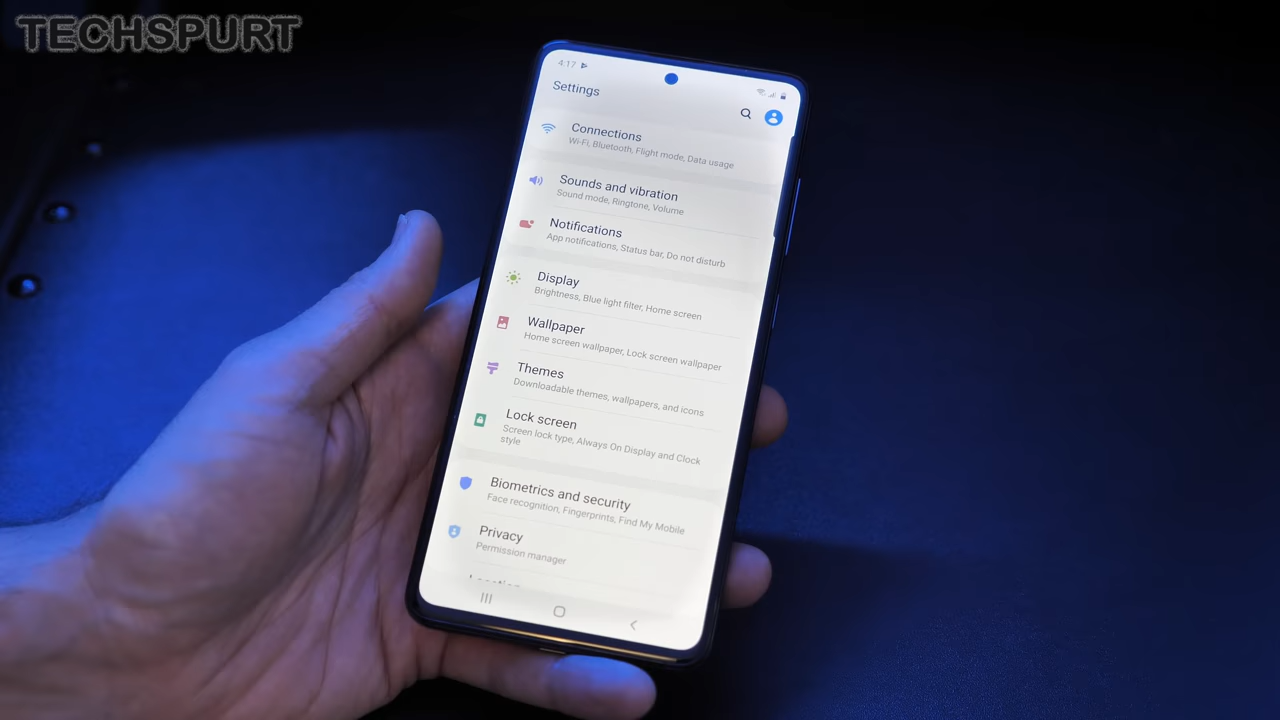 TECHSPURT
4:17
Settings
Connections
Wi-Fi, Bluetooth, Flight mode, Data usage
Sounds and vibration
Sound mode, Ringtone, Volume
Notifications
App notifications, Status bar, Do not disturb
Display
Brightness, Blue light filter, Home screen
Wallpaper
Home screen wallpaper, Lock screen wallpaper
Themes
Downloadable themes, wallpapers, and icons
Lock screen
Screen lock type, Always On Display and Clock
style
Biometrics and security
Face recognition, Fingerprints, Find My Mobile
Privacy
Permission manager
Location